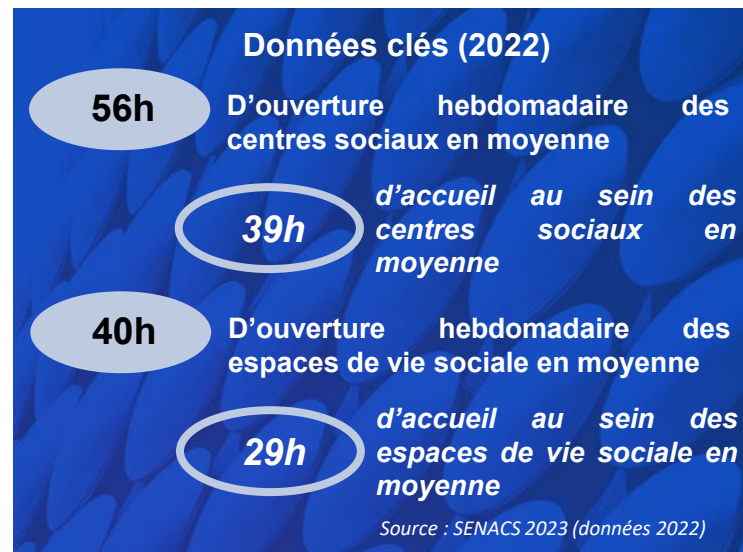 Données clés (2022)
56h
D'ouverture hebdomadaire des
centres sociaux en moyenne
39h
d'accueil au sein des
centres sociaux en
moyenne
40h
D'ouverture hebdomadaire des
espaces de vie sociale en moyenne
29h
d'accueil au sein des
espaces de vie sociale en
moyenne
Source : SENACS 2023 (données 2022)